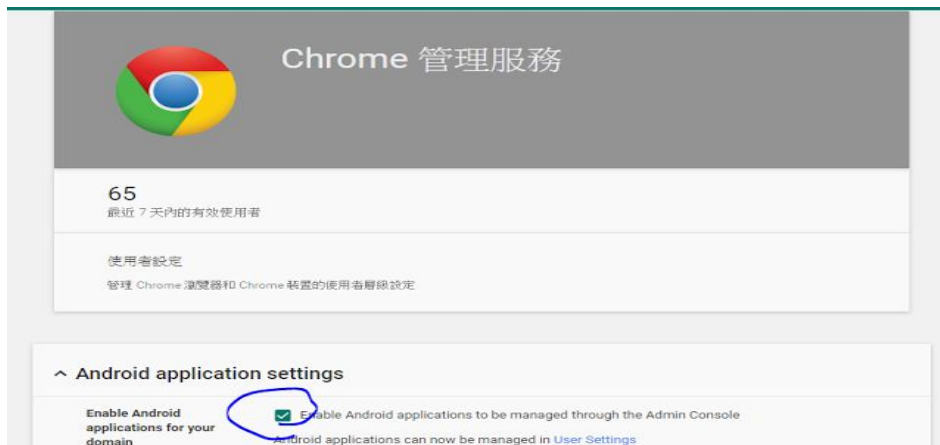 Chrome 管理服務
65
最近 7 天內的有效使用者
使用者設定
管理 Chrome 瀏覽器和 Chrome 裝置的使用者層級設定
Android application settings
Enable Android
applications for your
domain
Enable Android applications to be managed through the Admin Console
Android applications can now be managed in User Settings